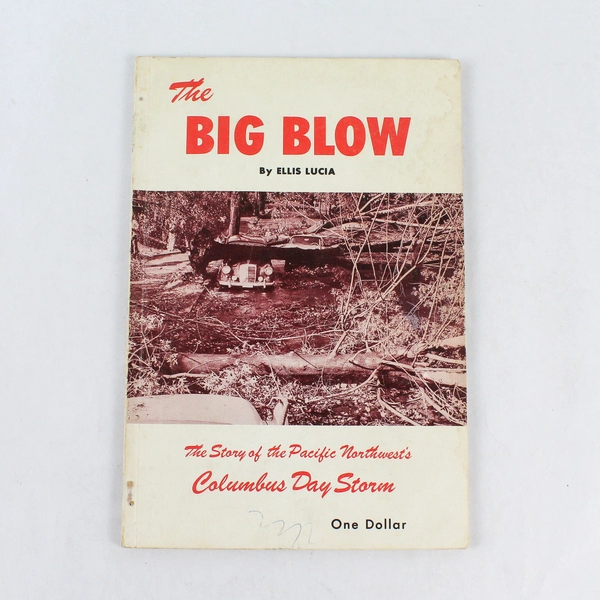 The
BIG BLOW
By ELLIS LUCIA
The Story of the Pacific Northwest's
Columbus Day Storm
One Dollar